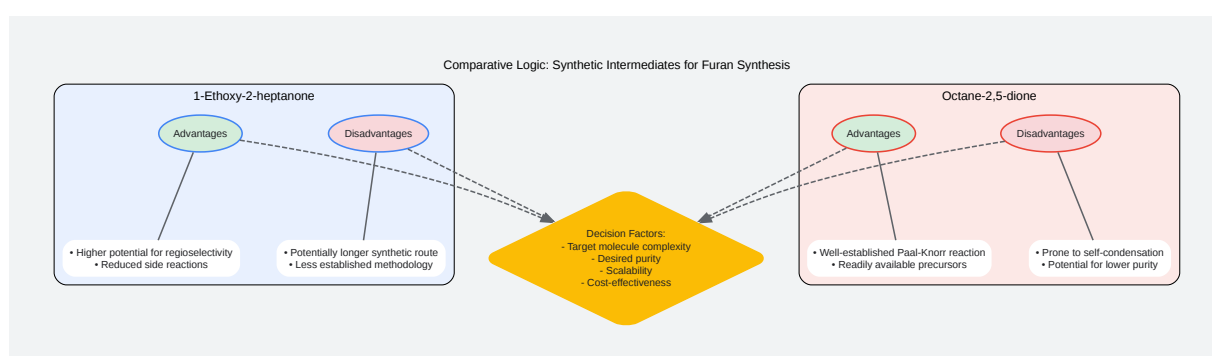 Comparative Logic: Synthetic Intermediates for Furan Synthesis
1-Ethoxy-2-heptanone
Advantages
Disadvantages
• Higher potential for regioselectivity
• Reduced side reactions
• Potentially longer synthetic route
• Less established methodology
Decision Factors:
- Target molecule complexity
- Desired purity
- Scalability
- Cost-effectiveness
Octane-2,5-dione
Advantages
Disadvantages
• Well-established Paal-Knorr reaction
• Readily available precursors
• Prone to self-condensation
• Potential for lower purity